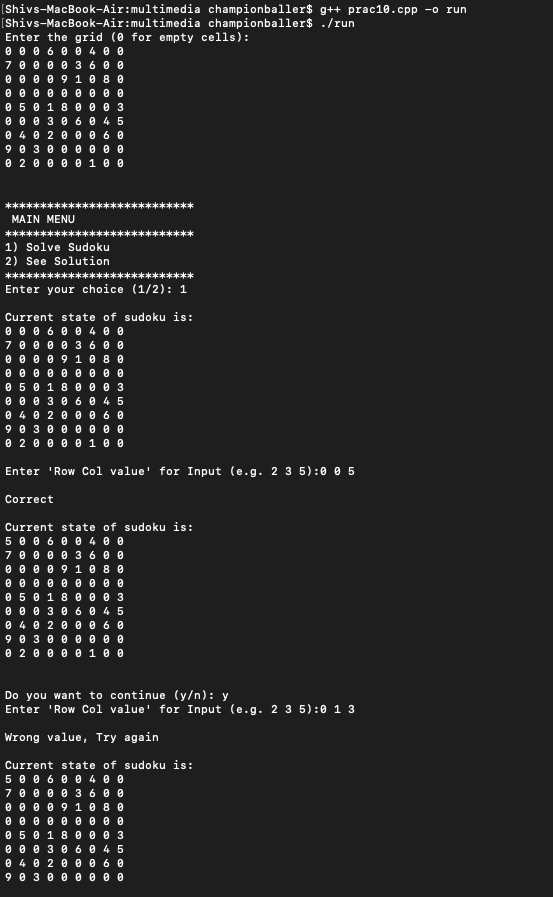 [Shivs-MacBook-Air:multimedia championballer$ g++ prac10.cpp -o run
[Shivs-MacBook-Air:multimedia championballer$ ./run
Enter the grid (0 for empty cells):
0 0 0 6 0 0 4 0 0
7 0 0 0 0 3 6 0 0
0 0 0 0 9 1 0 8 0
0 0 0 0 0 0 0 0 0
0 5 0 1 8 0 0 0 3
0 0 0 3 0 6 0 4 5
0 4 0 2 0 0 0 6 0
9 0 3 0 0 0 0 0 0
0 2 0 0 0 0 1 0 0
***************************
MAIN MENU
***************************
1) Solve Sudoku
2) See Solution
***************************
Enter your choice (1/2): 1
Current state of sudoku is:
0 0 0 6 0 0 4 0 0
7 0 0 0 0 3 6 0 0
0 0 0 0 9 1 0 8 0
0 0 0 0 0 0 0 0 0
0 5 0 1 8 0 0 0 3
0 0 0 3 0 6 0 4 5
0 4 0 2 0 0 0 6 0
9 0 3 0 0 0 0 0 0
0 2 0 0 0 0 1 0 0
Enter 'Row Col value' for Input (e.g. 2 3 5):0 0 5
Correct
Current state of sudoku is:
5 0 0 6 0 0 4 0 0
7 0 0 0 0 3 6 0 0
0 0 0 0 9 1 0 8 0
0 0 0 0 0 0 0 0 0
0 5 0 1 8 0 0 0 3
0 0 0 3 0 6 0 4 5
0 4 0 2 0 0 0 6 0
9 0 3 0 0 0 0 0 0
0 2 0 0 0 0 1 0 0
Do you want to continue (y/n): y
Enter 'Row Col value' for Input (e.g. 2 3 5):0 1 3
Wrong value, Try again
Current state of sudoku is:
5 0 0 6 0 0 4 0 0
7 0 0 0 0 3 6 0 0
0 0 0 0 9 1 0 8 0
0 0 0 0 0 0 0 0 0
0 5 0 1 8 0 0 0 3
0 0 0 3 0 6 0 4 5
0 4 0 2 0 0 0 6 0
9 0 3 0 0 0 0 0 0